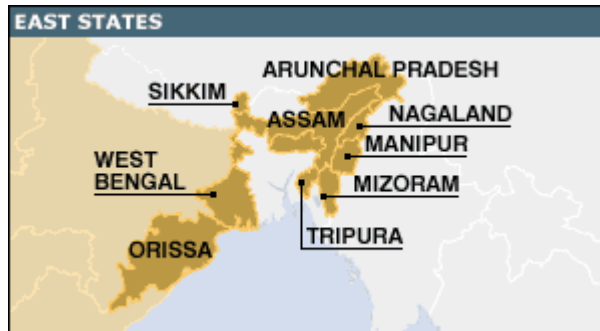 EAST STATES
ARUNCHAL PRADESH
SIKKIM
ASSAM
NAGALAND
MANIPUR
WEST
BENGAL
MIZORAM
TRIPURA
ORISSA